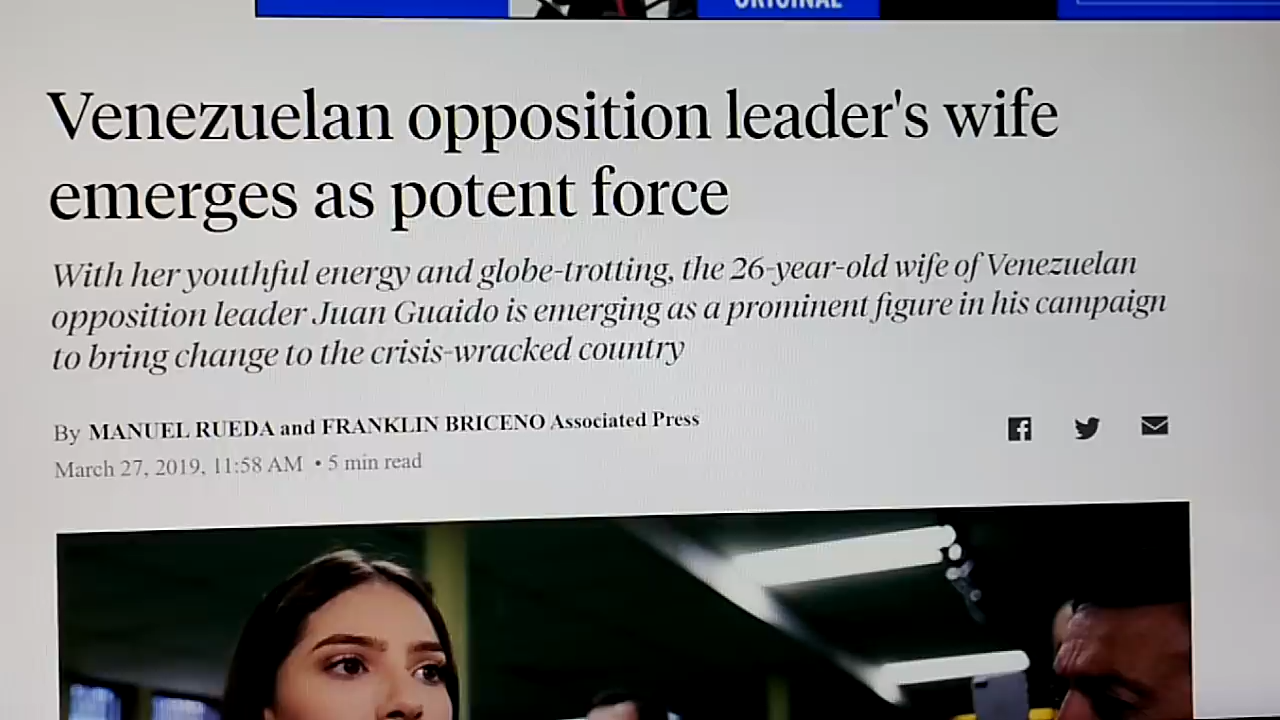 ORIGINAL
Venezuelan opposition leader's wife
emerges as potent force
With her youthful energy and globe-trotting, the 26-year-old wife of Venezuelan
opposition leader Juan Guaido is emerging as a prominent figure in his campaign
to bring change to the crisis-wracked country
By MANUEL RUEDA and FRANKLIN BRICENO Associated Press
March 27, 2019, 11:58 AM • 5 min read